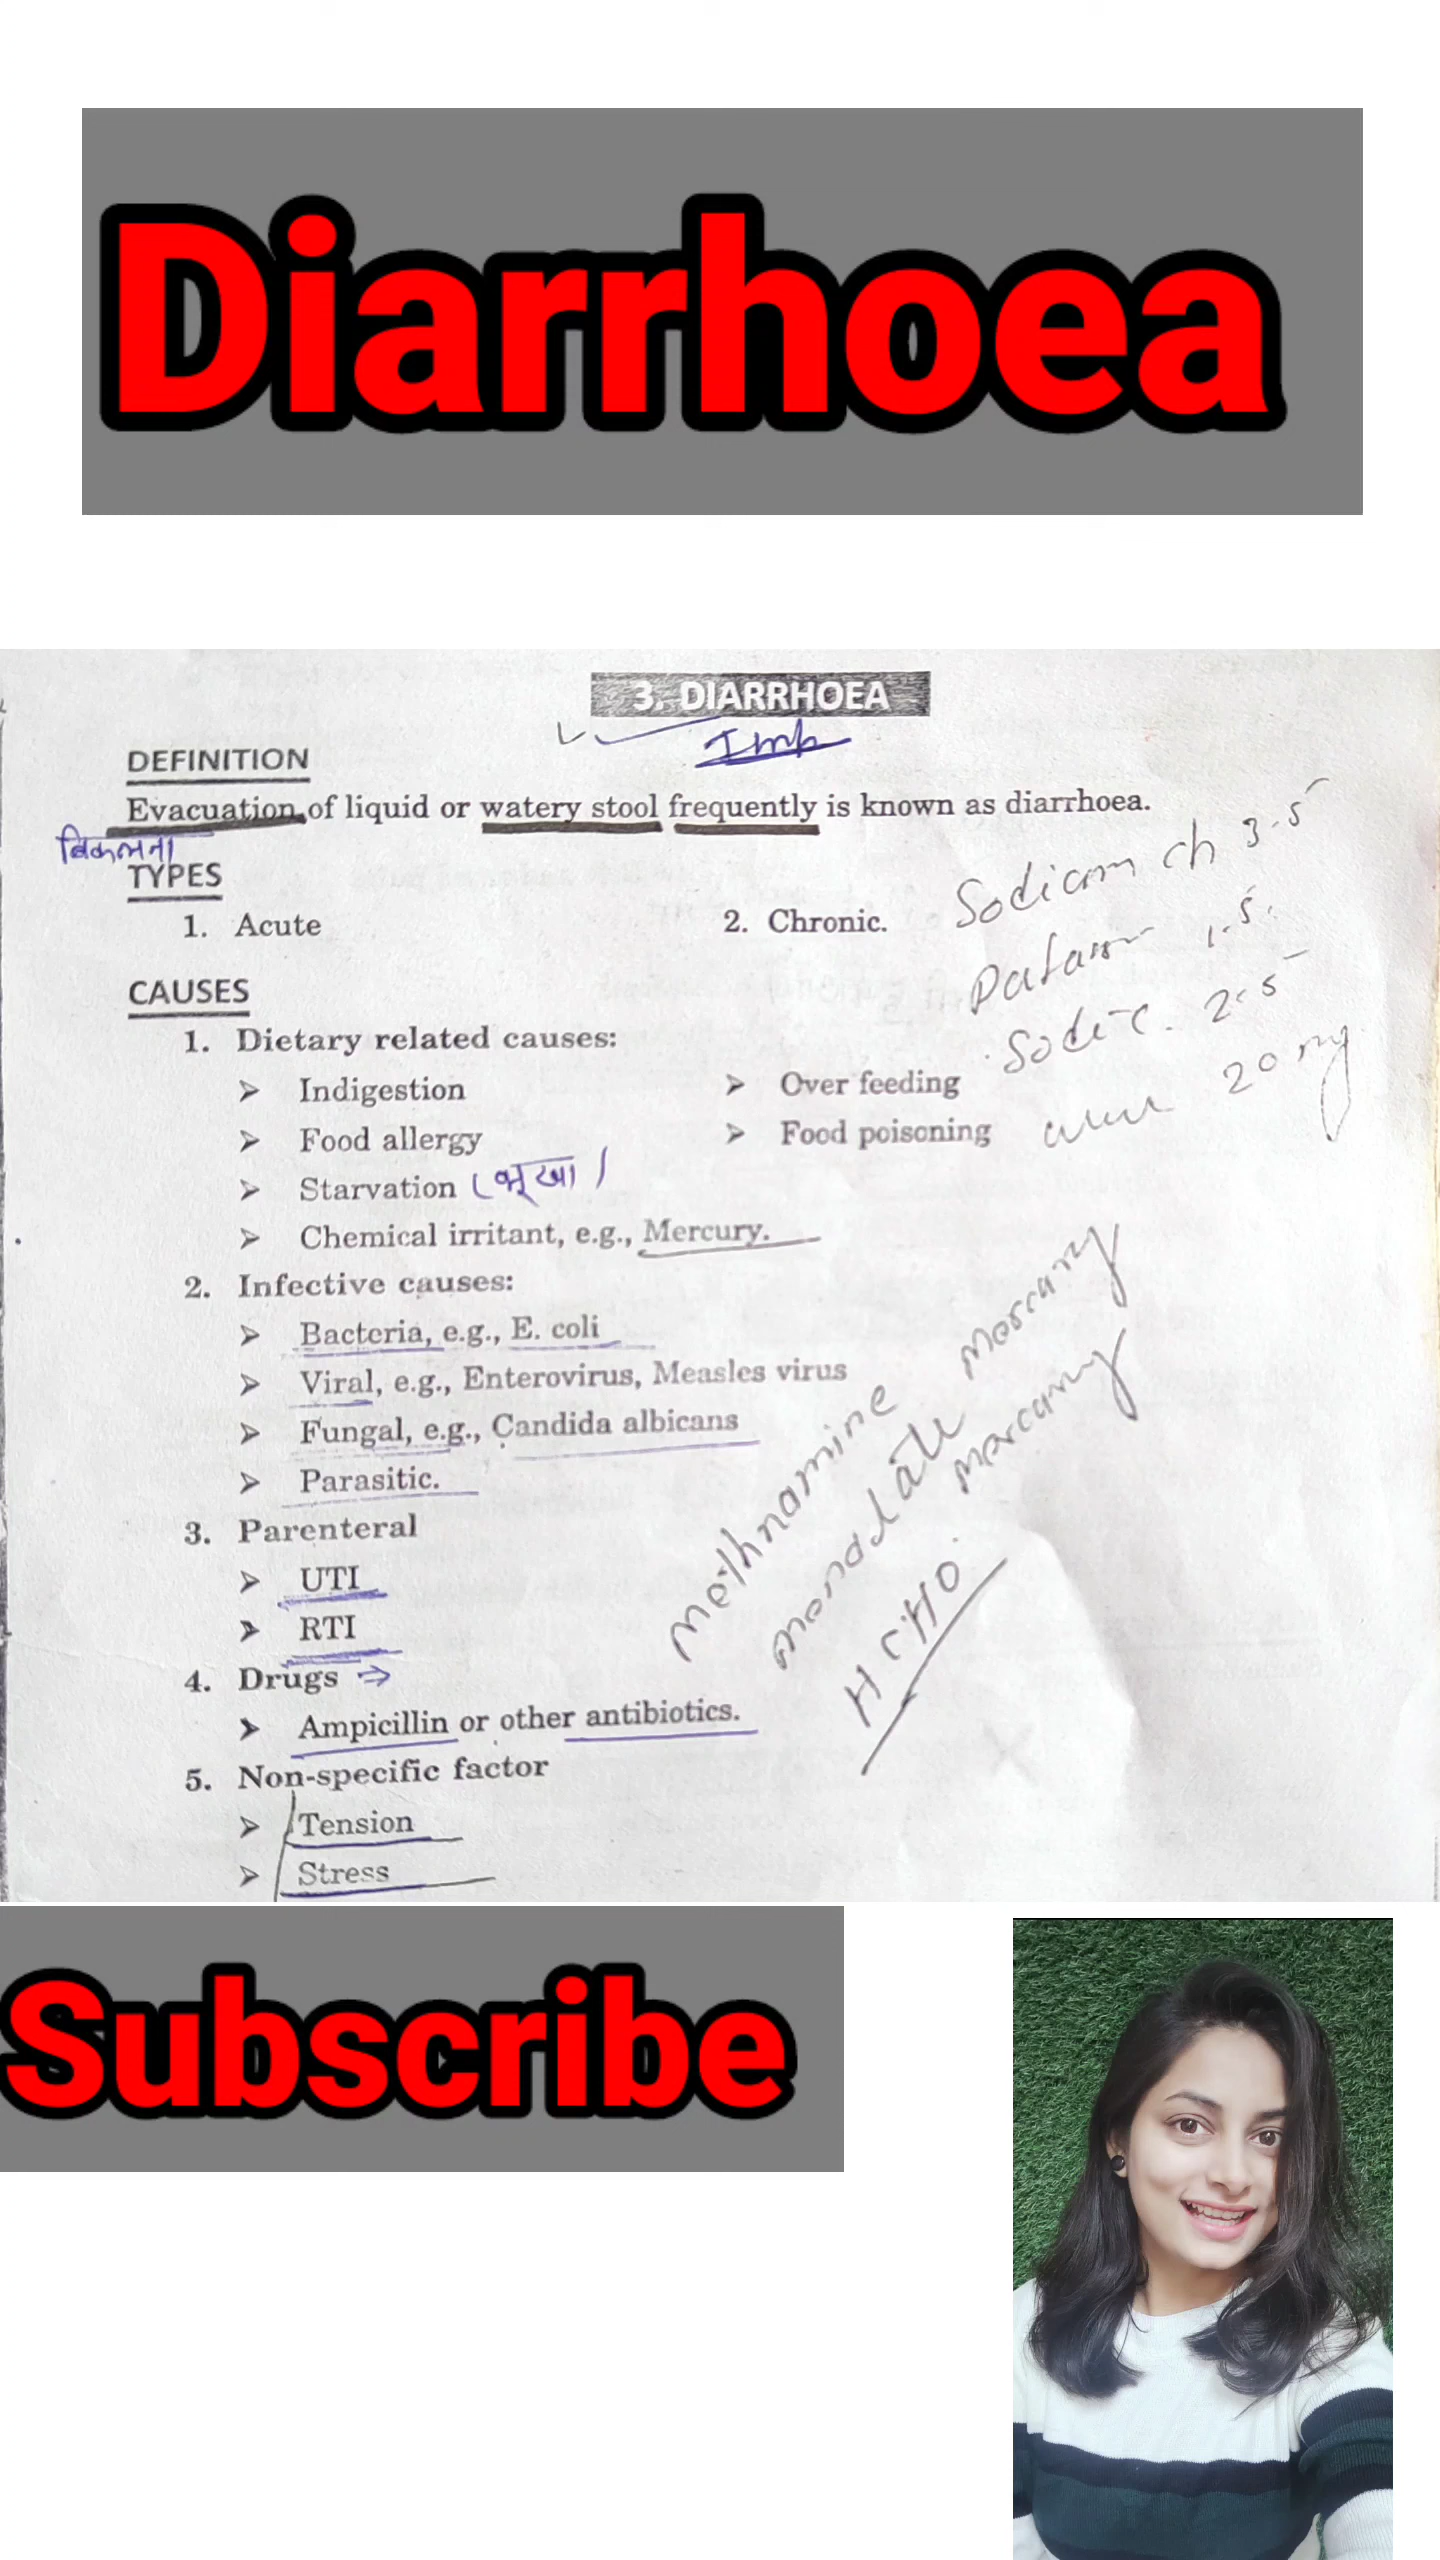 Diarrhoea
3. DIARRHOEA
Imp
DEFINITION
Evacuation of liquid or watery stool frequently is known as diarrhoea.
निकलना
TYPES
1. Acute 2. Chronic.
Sodium ch 3.5
1.5
Sodi-c. 2.5
20 mg
CAUSES
1. Dietary related causes:
➤ Indigestion ➤ Over feeding
➤ Food allergy ➤ Food poisoning
➤ Starvation (भूखा)
➤ Chemical irritant, e.g., Mercury.
2. Infective causes:
➤ Bacteria, e.g., E. coli
➤ Viral, e.g., Enterovirus, Measles virus
➤ Fungal, e.g., Candida albicans
➤ Parasitic.
3. Parenteral
➤ UTI
➤ RTI
4. Drugs ⇒
➤ Ampicillin or other antibiotics.
5. Non-specific factor
➤ Tension
➤ Stress
methnamine
HCHO
Subscribe